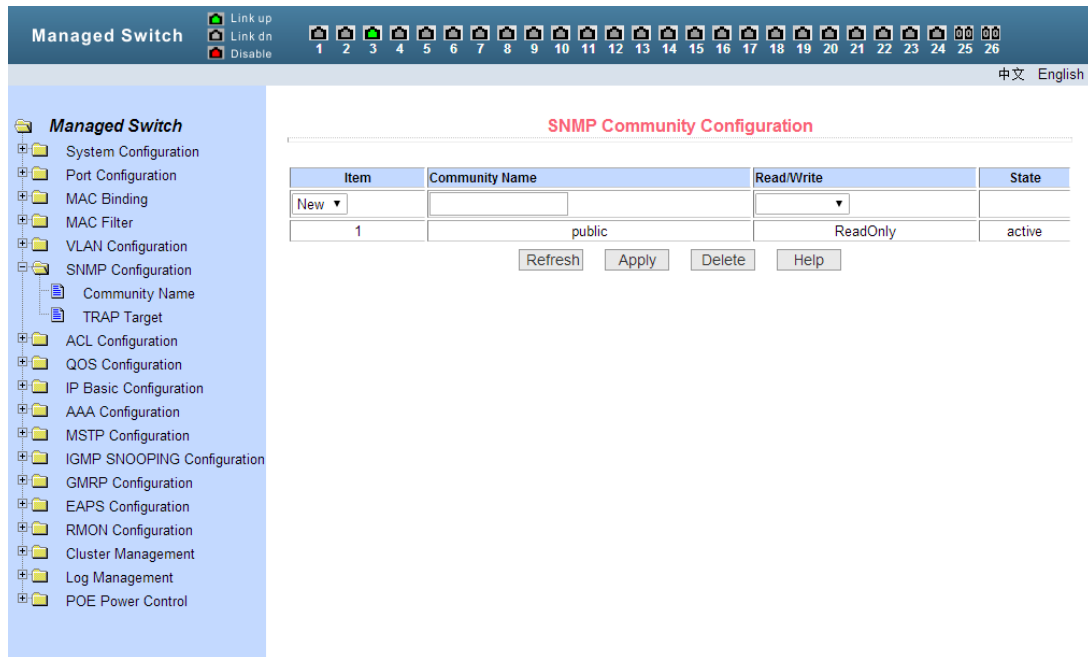 Managed Switch
Link up
Link dn
Disable
1 2 3 4 5 6 7 8 9 10 11 12 13 14 15 16 17 18 19 20 21 22 23 24 25 26
中文 English
Managed Switch
System Configuration
Port Configuration
MAC Binding
MAC Filter
VLAN Configuration
SNMP Configuration
Community Name
TRAP Target
ACL Configuration
QOS Configuration
IP Basic Configuration
AAA Configuration
MSTP Configuration
IGMP SNOOPING Configuration
GMRP Configuration
EAPS Configuration
RMON Configuration
Cluster Management
Log Management
POE Power Control
SNMP Community Configuration
Item Community Name Read/Write State
New
1 public ReadOnly active
Refresh Apply Delete Help